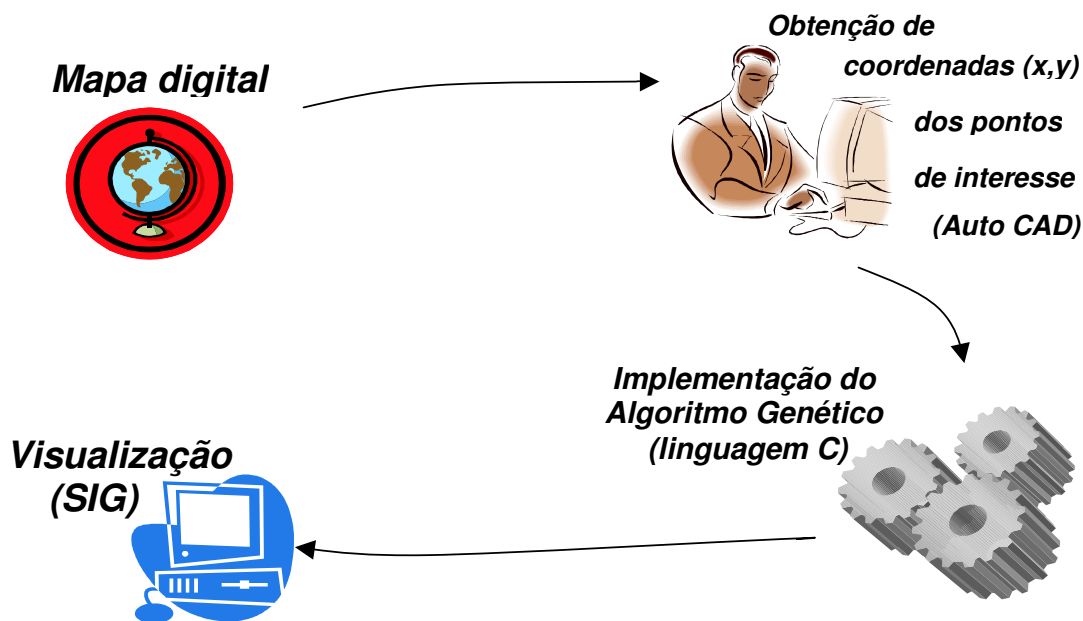 Mapa digital
Obtenção de
coordenadas (x,y)
dos pontos
de interesse
(Auto CAD)
Implementação do
Algoritmo Genético
(linguagem C)
Visualização
(SIG)